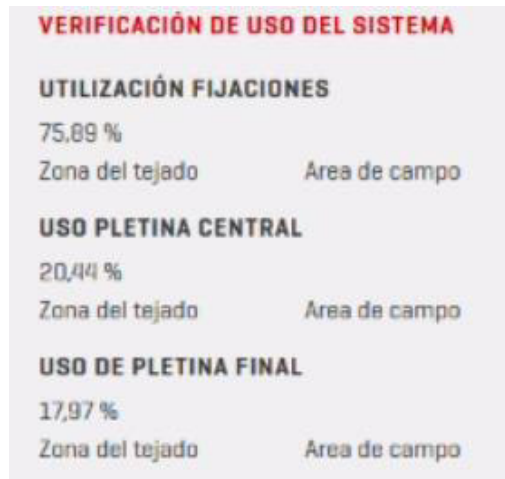 VERIFICACIÓN DE USO DEL SISTEMA
UTILIZACIÓN FIJACIONES
75,89 %
Zona del tejado Area de campo
USO PLETINA CENTRAL
20,44 %
Zona del tejado Area de campo
USO DE PLETINA FINAL
17,97 %
Zona del tejado Area de campo